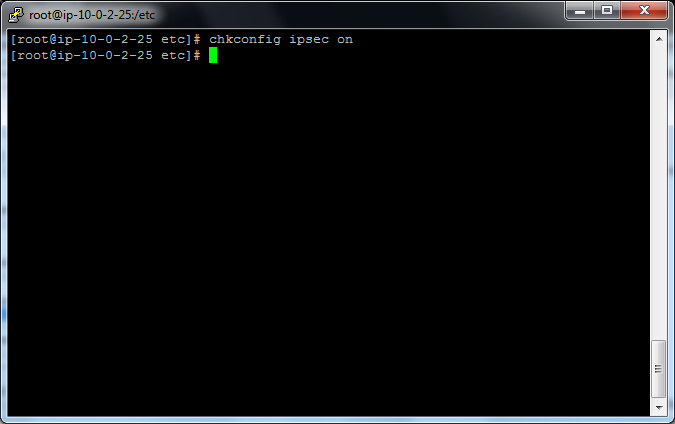 root@ip-10-0-2-25:/etc
[root@ip-10-0-2-25 etc]# chkconfig ipsec on
[root@ip-10-0-2-25 etc]#